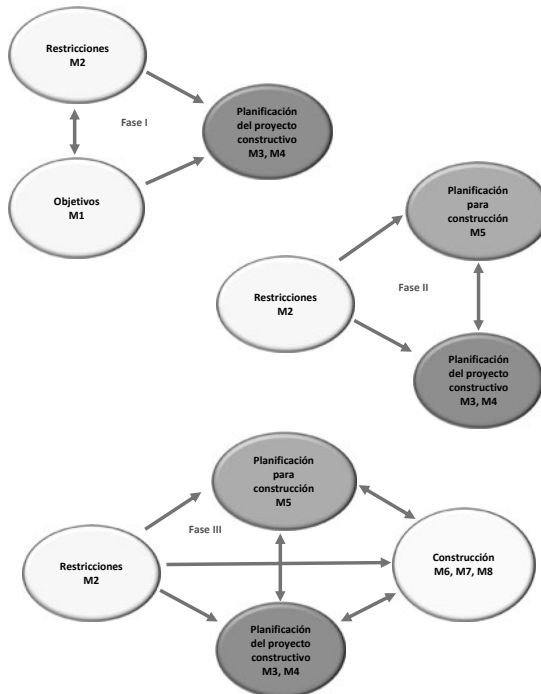 Restricciones
M2
Fase I
Planificación
del proyecto
constructivo
M3, M4
Objetivos
M1
Planificación
para
construcción
M5
Fase II
Restricciones
M2
Planificación
del proyecto
constructivo
M3, M4
Planificación
para
construcción
M5
Fase III
Restricciones
M2
Construcción
M6, M7, M8
Planificación
del proyecto
constructivo
M3, M4